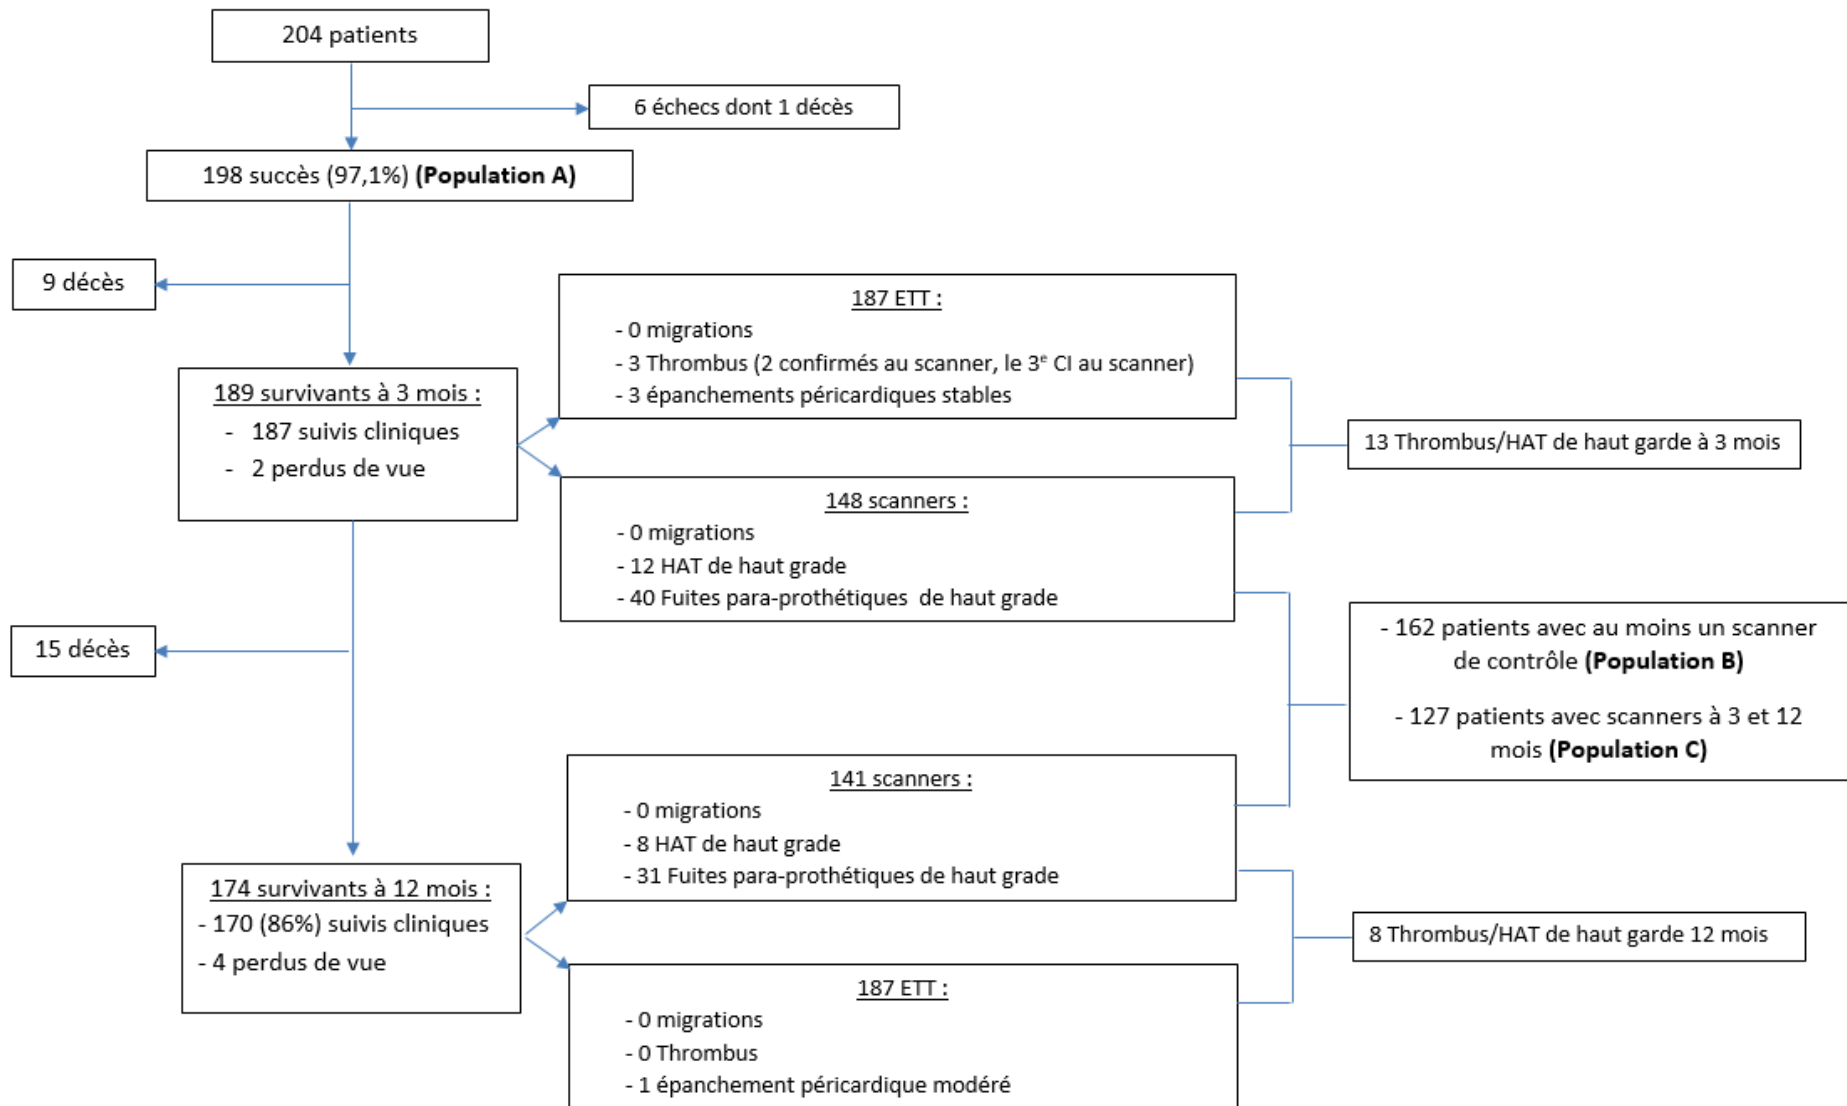 204 patients
6 échecs dont 1 décès
198 succès (97,1%) (Population A)
9 décès
187 ETT :
- 0 migrations
- 3 Thrombus (2 confirmés au scanner, le 3e CI au scanner)
- 3 épanchements péricardiques stables
189 survivants à 3 mois :
- 187 suivis cliniques
- 2 perdus de vue
13 Thrombus/HAT de haut garde à 3 mois
148 scanners :
- 0 migrations
- 12 HAT de haut grade
- 40 Fuites para-prothétiques de haut grade
15 décès
- 162 patients avec au moins un scanner
de contrôle (Population B)
- 127 patients avec scanners à 3 et 12
mois (Population C)
141 scanners :
- 0 migrations
- 8 HAT de haut grade
- 31 Fuites para-prothétiques de haut grade
174 survivants à 12 mois :
- 170 (86%) suivis cliniques
- 4 perdus de vue
8 Thrombus/HAT de haut garde 12 mois
187 ETT :
- 0 migrations
- 0 Thrombus
- 1 épanchement péricardique modéré